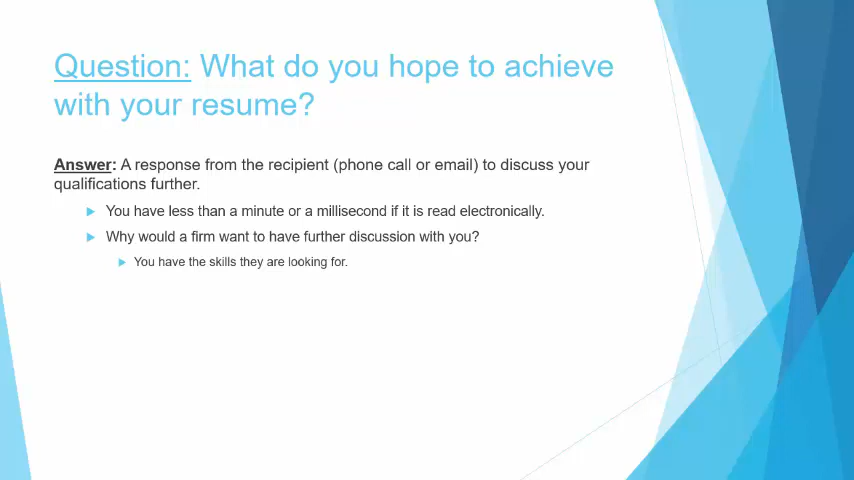 Question: What do you hope to achieve
with your resume?
Answer: A response from the recipient (phone call or email) to discuss your
qualifications further.
You have less than a minute or a millisecond if it is read electronically.
Why would a firm want to have further discussion with you?
You have the skills they are looking for.